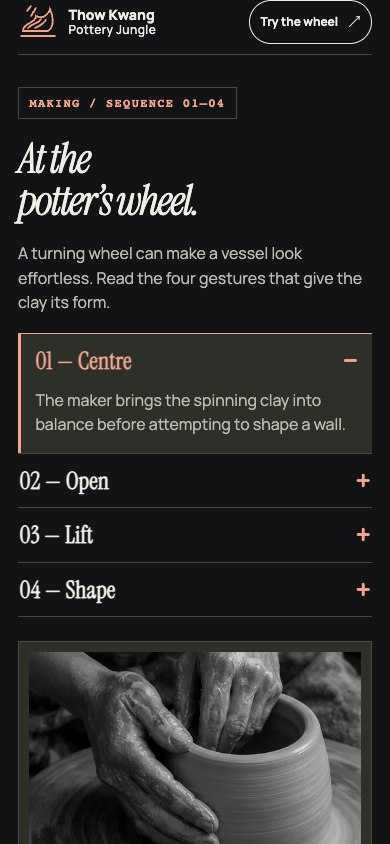 Thow Kwang
Pottery Jungle
Try the wheel ↗
MAKING / SEQUENCE 01—04
At the
potter's wheel.
A turning wheel can make a vessel look
effortless. Read the four gestures that give the
clay its form.
01 — Centre
The maker brings the spinning clay into
balance before attempting to shape a wall.
02 — Open
03 — Lift
04 — Shape